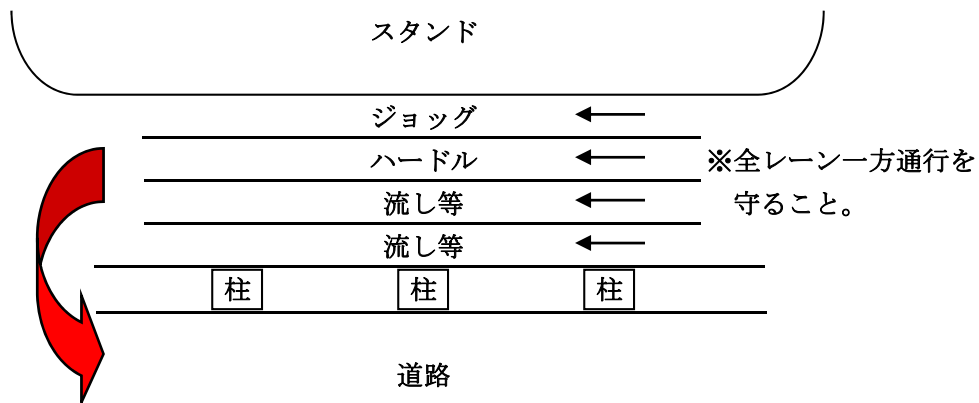 スタンド
ジョッグ
ハードル
※全レーン一方通行を
守ること。
流し等
流し等
柱 柱 柱
道路